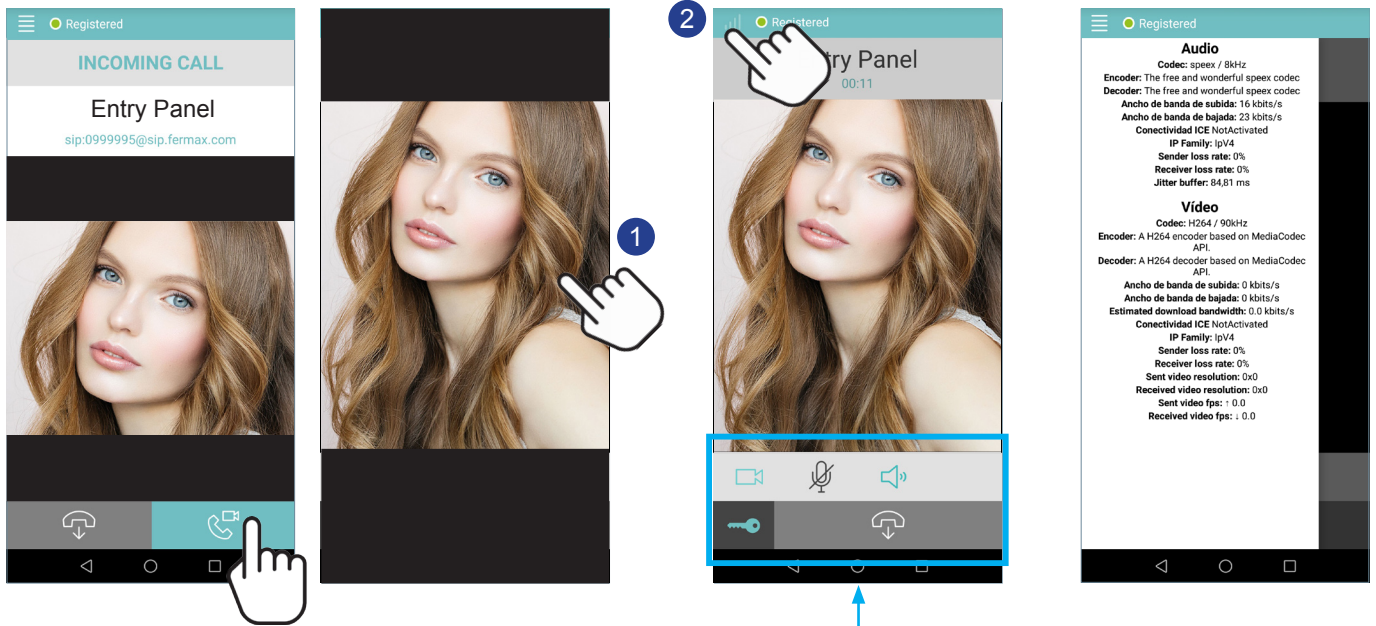 Registered
INCOMING CALL
Entry Panel
sip:0999995@sip.fermax.com
1
2
Registered
try Panel
00:11
Registered
Audio
Codec: speex / 8kHz
Encoder: The free and wonderful speex codec
Decoder: The free and wonderful speex codec
Ancho de banda de subida: 16 kbits/s
Ancho de banda de bajada: 23 kbits/s
Conectividad ICE NotActivated
IP Family: IpV4
Sender loss rate: 0%
Receiver loss rate: 0%
Jitter buffer: 84,81 ms
Vídeo
Codec: H264 / 90kHz
Encoder: A H264 encoder based on MediaCodec
API.
Decoder: A H264 decoder based on MediaCodec
API.
Ancho de banda de subida: 0 kbits/s
Ancho de banda de bajada: 0 kbits/s
Estimated download bandwidth: 0.0 kbits/s
Conectividad ICE NotActivated
IP Family: IpV4
Sender loss rate: 0%
Receiver loss rate: 0%
Sent video resolution: 0x0
Received video resolution: 0x0
Sent video fps: ↑ 0.0
Received video fps: ↓ 0.0